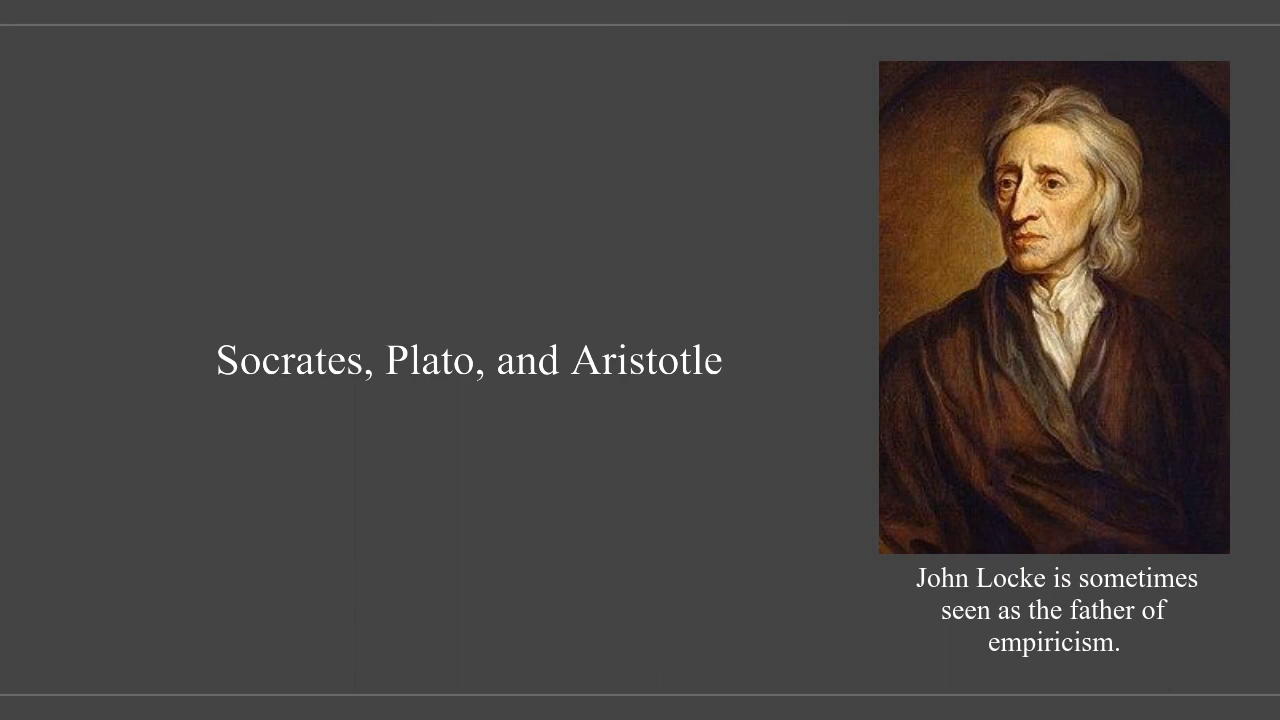 Socrates, Plato, and Aristotle
John Locke is sometimes
seen as the father of
empiricism.